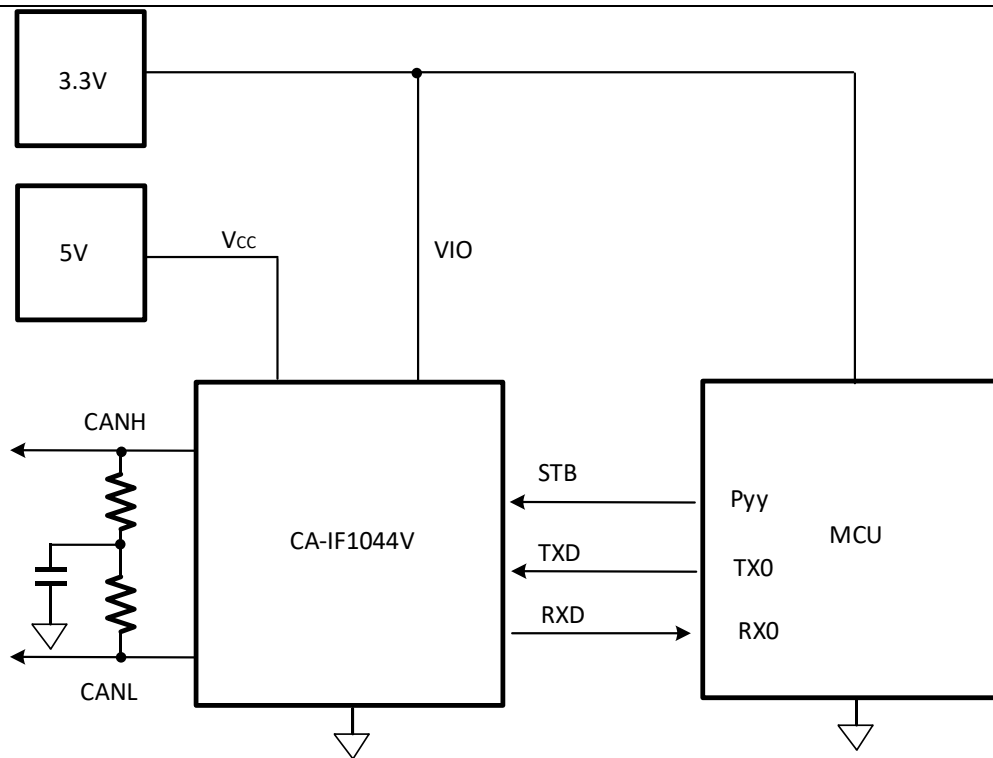 3.3V
5V
VCC
VIO
CANH
STB
Pyy
CA-IF1044V
MCU
TXD
TX0
RXD
RX0
CANL